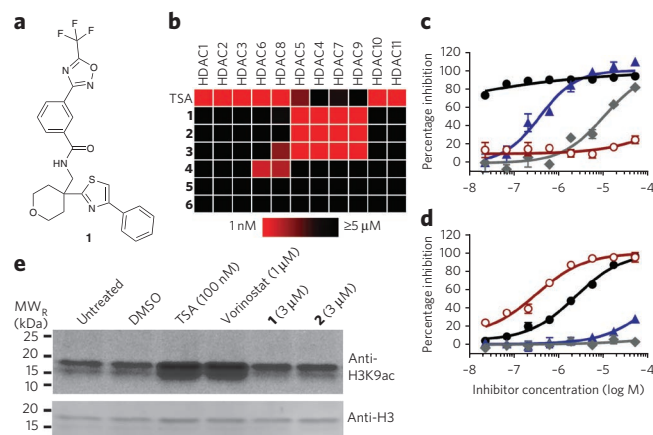 a
F
F
F
N
O
N
O
NH
S
O
N
1
b
HDAC1
HDAC2
HDAC3
HDAC6
HDAC8
HDAC5
HDAC4
HDAC7
HDAC9
HDAC10
HDAC11
TSA
1
2
3
4
5
6
1 nM
≥5 μM
c
Percentage inhibition
120
100
80
60
40
20
0
−8 −7 −6 −5 −4
d
Percentage inhibition
120
100
80
60
40
20
0
−8 −7 −6 −5 −4
Inhibitor concentration (log M)
e
MWR
(kDa)
Untreated
DMSO
TSA (100 nM)
Vorinostat (1 μM)
1 (3 μM)
2 (3 μM)
25
20
15
10
Anti-
H3K9ac
20
15
Anti-H3